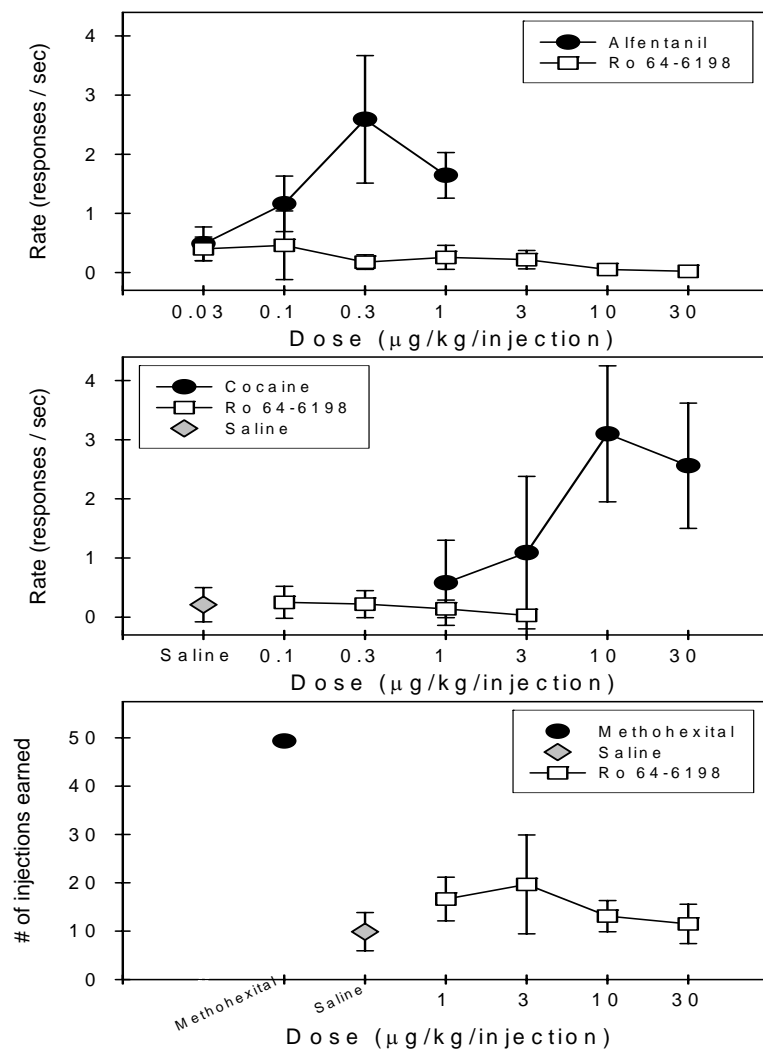 4
3
2
1
0
Rate (responses / sec)
Alfentanil
Ro 64-6198
0.03 0.1 0.3 1 3 10 30
Dose (μg/kg/injection)
4
3
2
1
0
Rate (responses / sec)
Cocaine
Ro 64-6198
Saline
Saline 0.1 0.3 1 3 10 30
Dose (μg/kg/injection)
50
40
30
20
10
0
# of injections earned
Methohexital
Saline
Ro 64-6198
Methohexital Saline 1 3 10 30
Dose (μg/kg/injection)